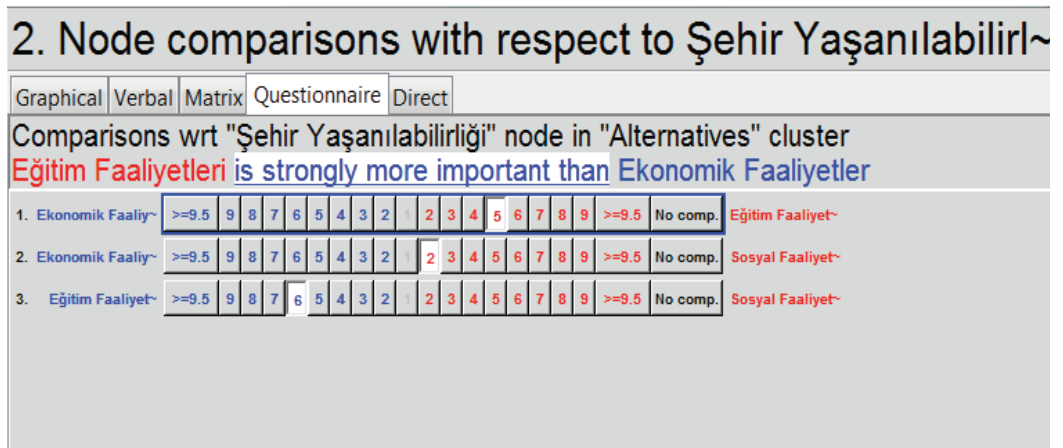 2. Node comparisons with respect to Şehir Yaşanılabilirl~
Graphical Verbal Matrix Questionnaire Direct
Comparisons wrt "Şehir Yaşanılabilirliği" node in "Alternatives" cluster
Eğitim Faaliyetleri is strongly more important than Ekonomik Faaliyetler
1. Ekonomik Faaliy~ >=9.5 9 8 7 6 5 4 3 2 1 2 3 4 5 6 7 8 9 >=9.5 No comp. Eğitim Faaliyet~
2. Ekonomik Faaliy~ >=9.5 9 8 7 6 5 4 3 2 1 2 3 4 5 6 7 8 9 >=9.5 No comp. Sosyal Faaliyet~
3. Eğitim Faaliyet~ >=9.5 9 8 7 6 5 4 3 2 1 2 3 4 5 6 7 8 9 >=9.5 No comp. Sosyal Faaliyet~